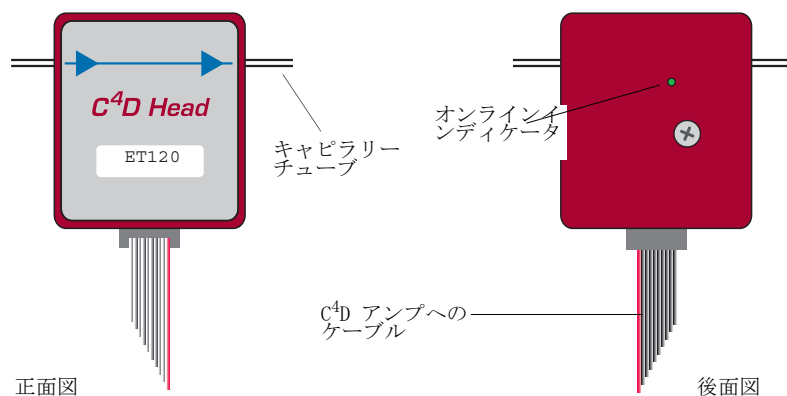 C⁴D Head
ET120
キャピラリー
チューブ
オンラインイ
ンディケータ
C⁴D アンプへの
ケーブル
正面図
後面図